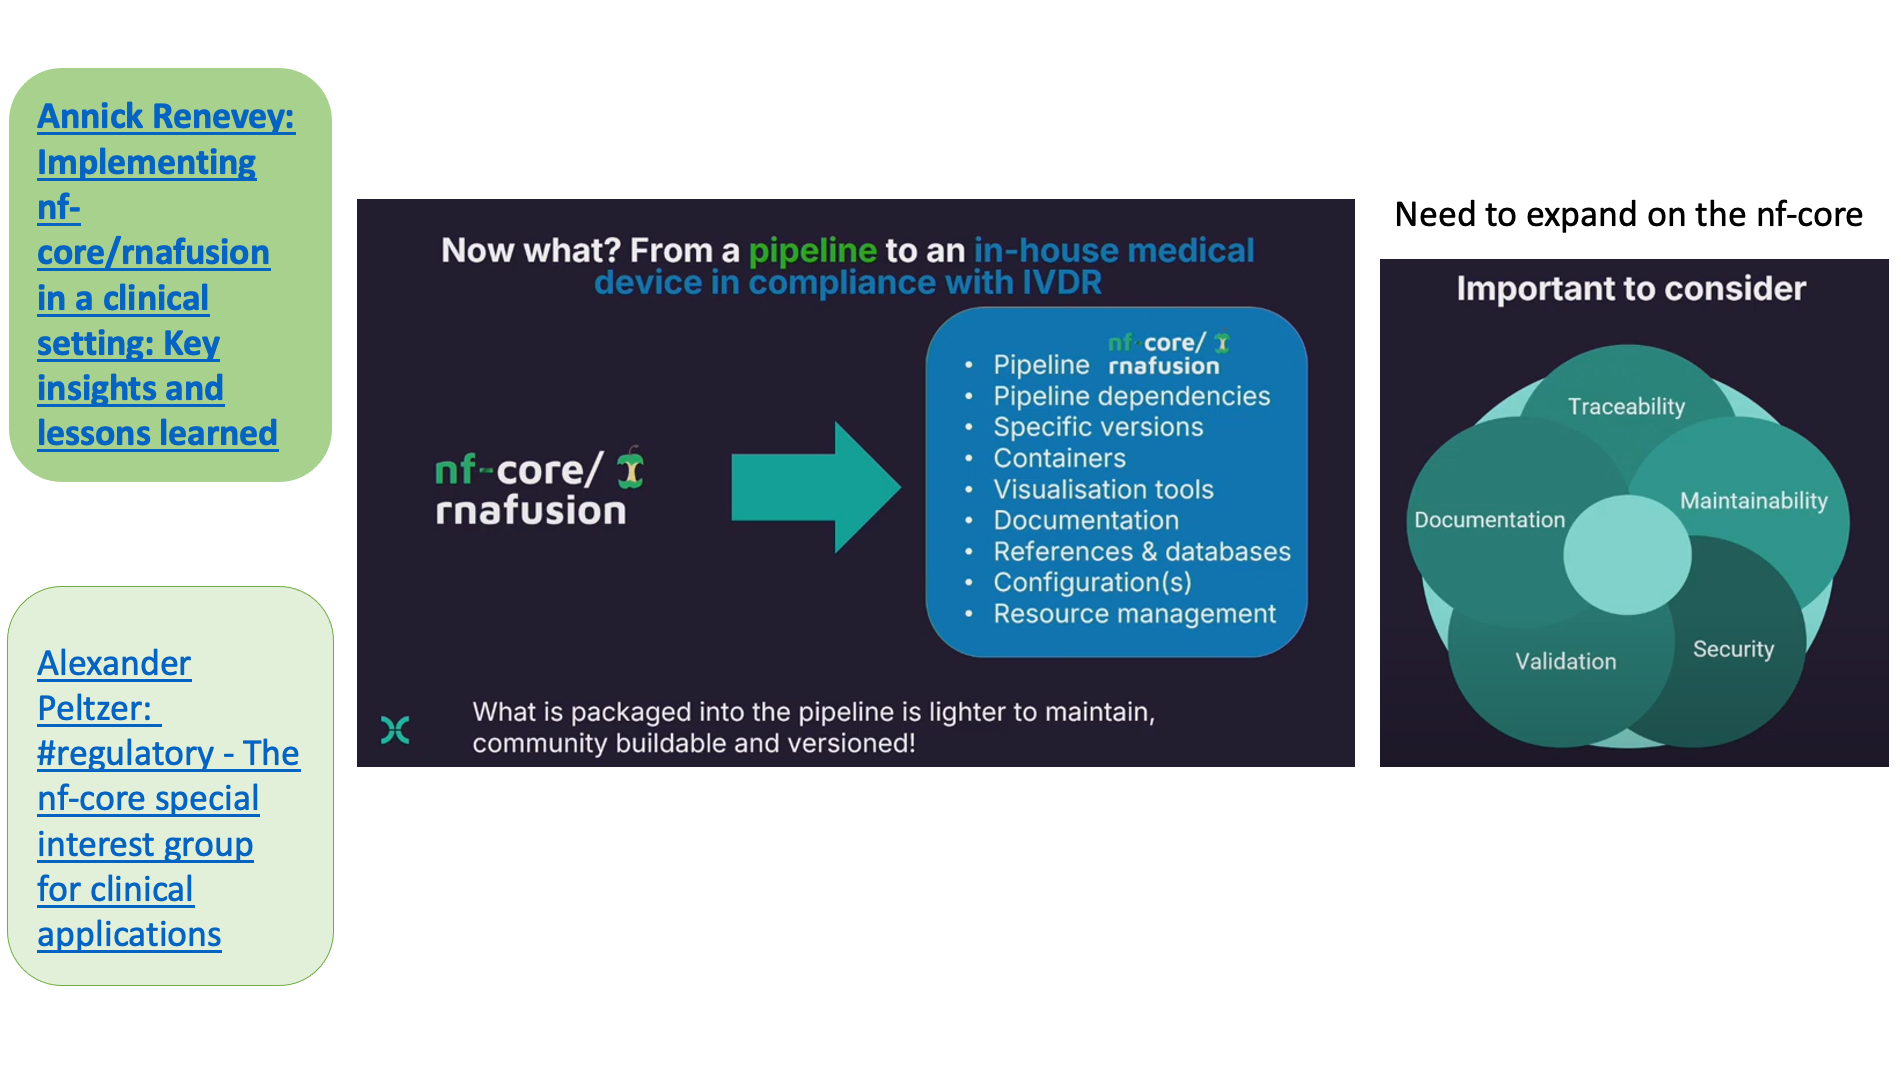 Annick Renevey:
Implementing
nf-
core/rnafusion
in a clinical
setting: Key
insights and
lessons learned
Alexander
Peltzer:
#regulatory - The
nf-core special
interest group
for clinical
applications
Now what? From a pipeline to an in-house medical
device in compliance with IVDR
nf-core/
rnafusion
• Pipeline nf-core/ rnafusion
• Pipeline dependencies
• Specific versions
• Containers
• Visualisation tools
• Documentation
• References & databases
• Configuration(s)
• Resource management
What is packaged into the pipeline is lighter to maintain,
community buildable and versioned!
Need to expand on the nf-core
Important to consider
Traceability
Maintainability
Documentation
Security
Validation